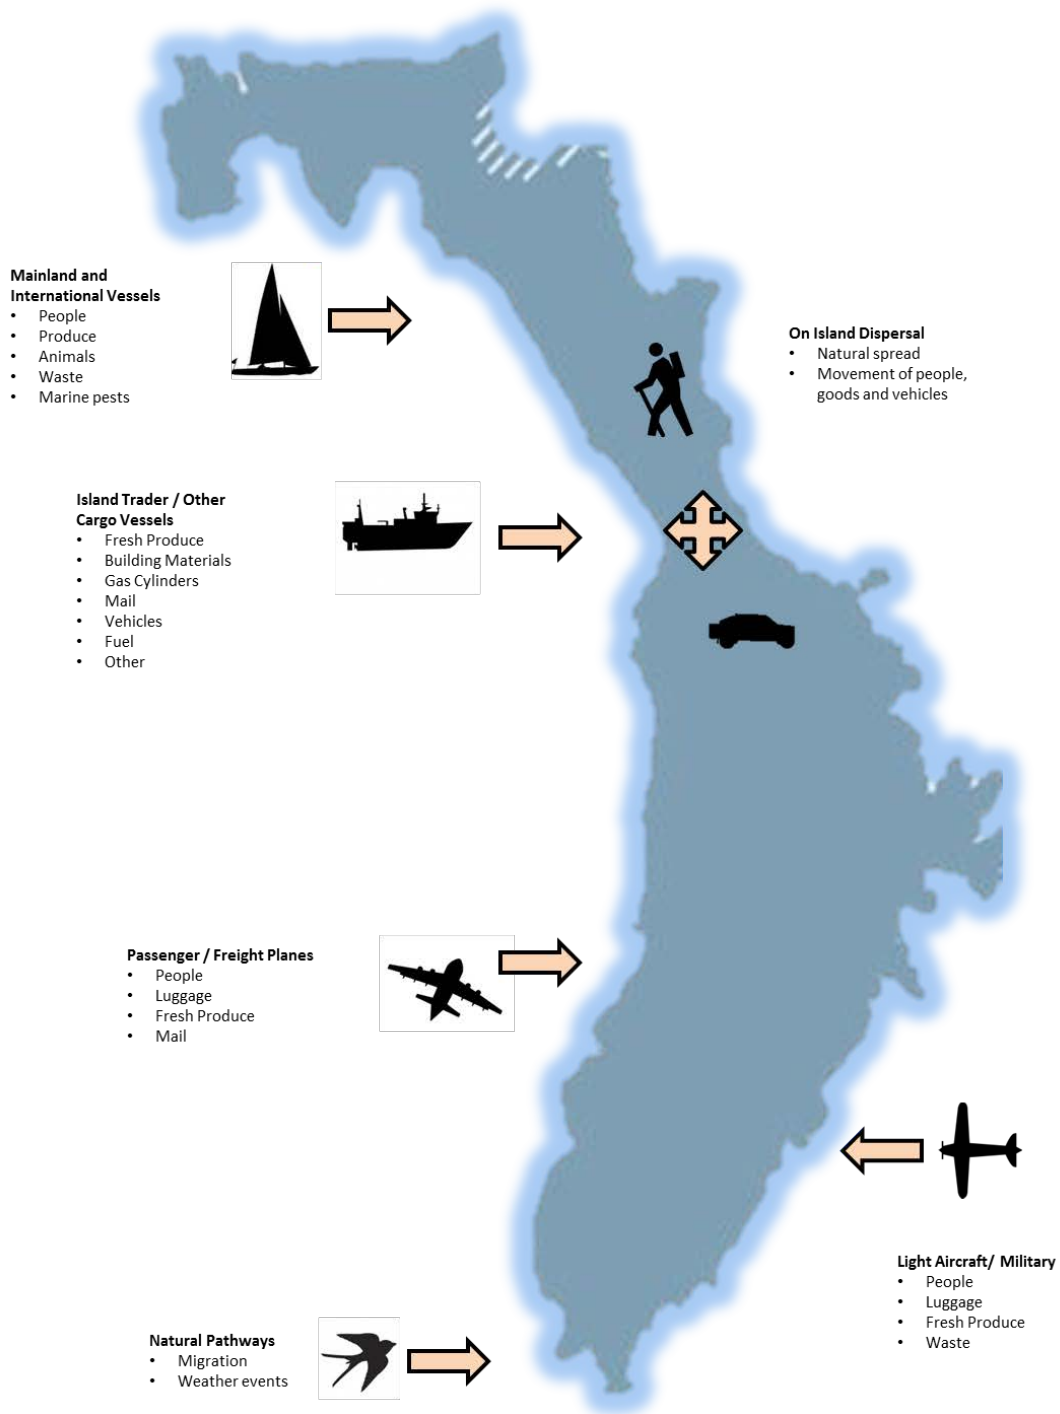 Mainland and
International Vessels
• People
• Produce
• Animals
• Waste
• Marine pests
On Island Dispersal
• Natural spread
• Movement of people,
goods and vehicles
Island Trader / Other
Cargo Vessels
• Fresh Produce
• Building Materials
• Gas Cylinders
• Mail
• Vehicles
• Fuel
• Other
Passenger / Freight Planes
• People
• Luggage
• Fresh Produce
• Mail
Light Aircraft/ Military
• People
• Luggage
• Fresh Produce
• Waste
Natural Pathways
• Migration
• Weather events